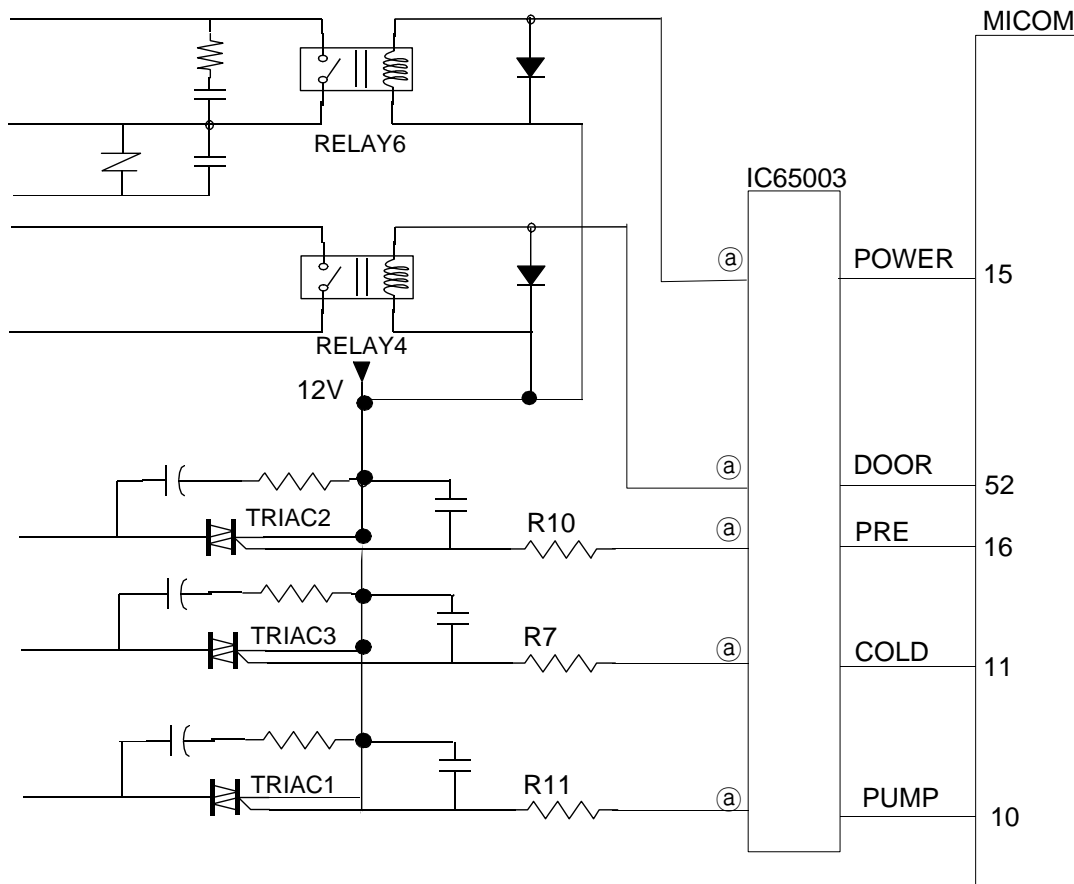 MICOM
RELAY6
IC65003
ⓐ POWER 15
RELAY4
12V
ⓐ DOOR 52
TRIAC2 R10 ⓐ PRE 16
TRIAC3 R7 ⓐ COLD 11
TRIAC1 R11 ⓐ PUMP 10